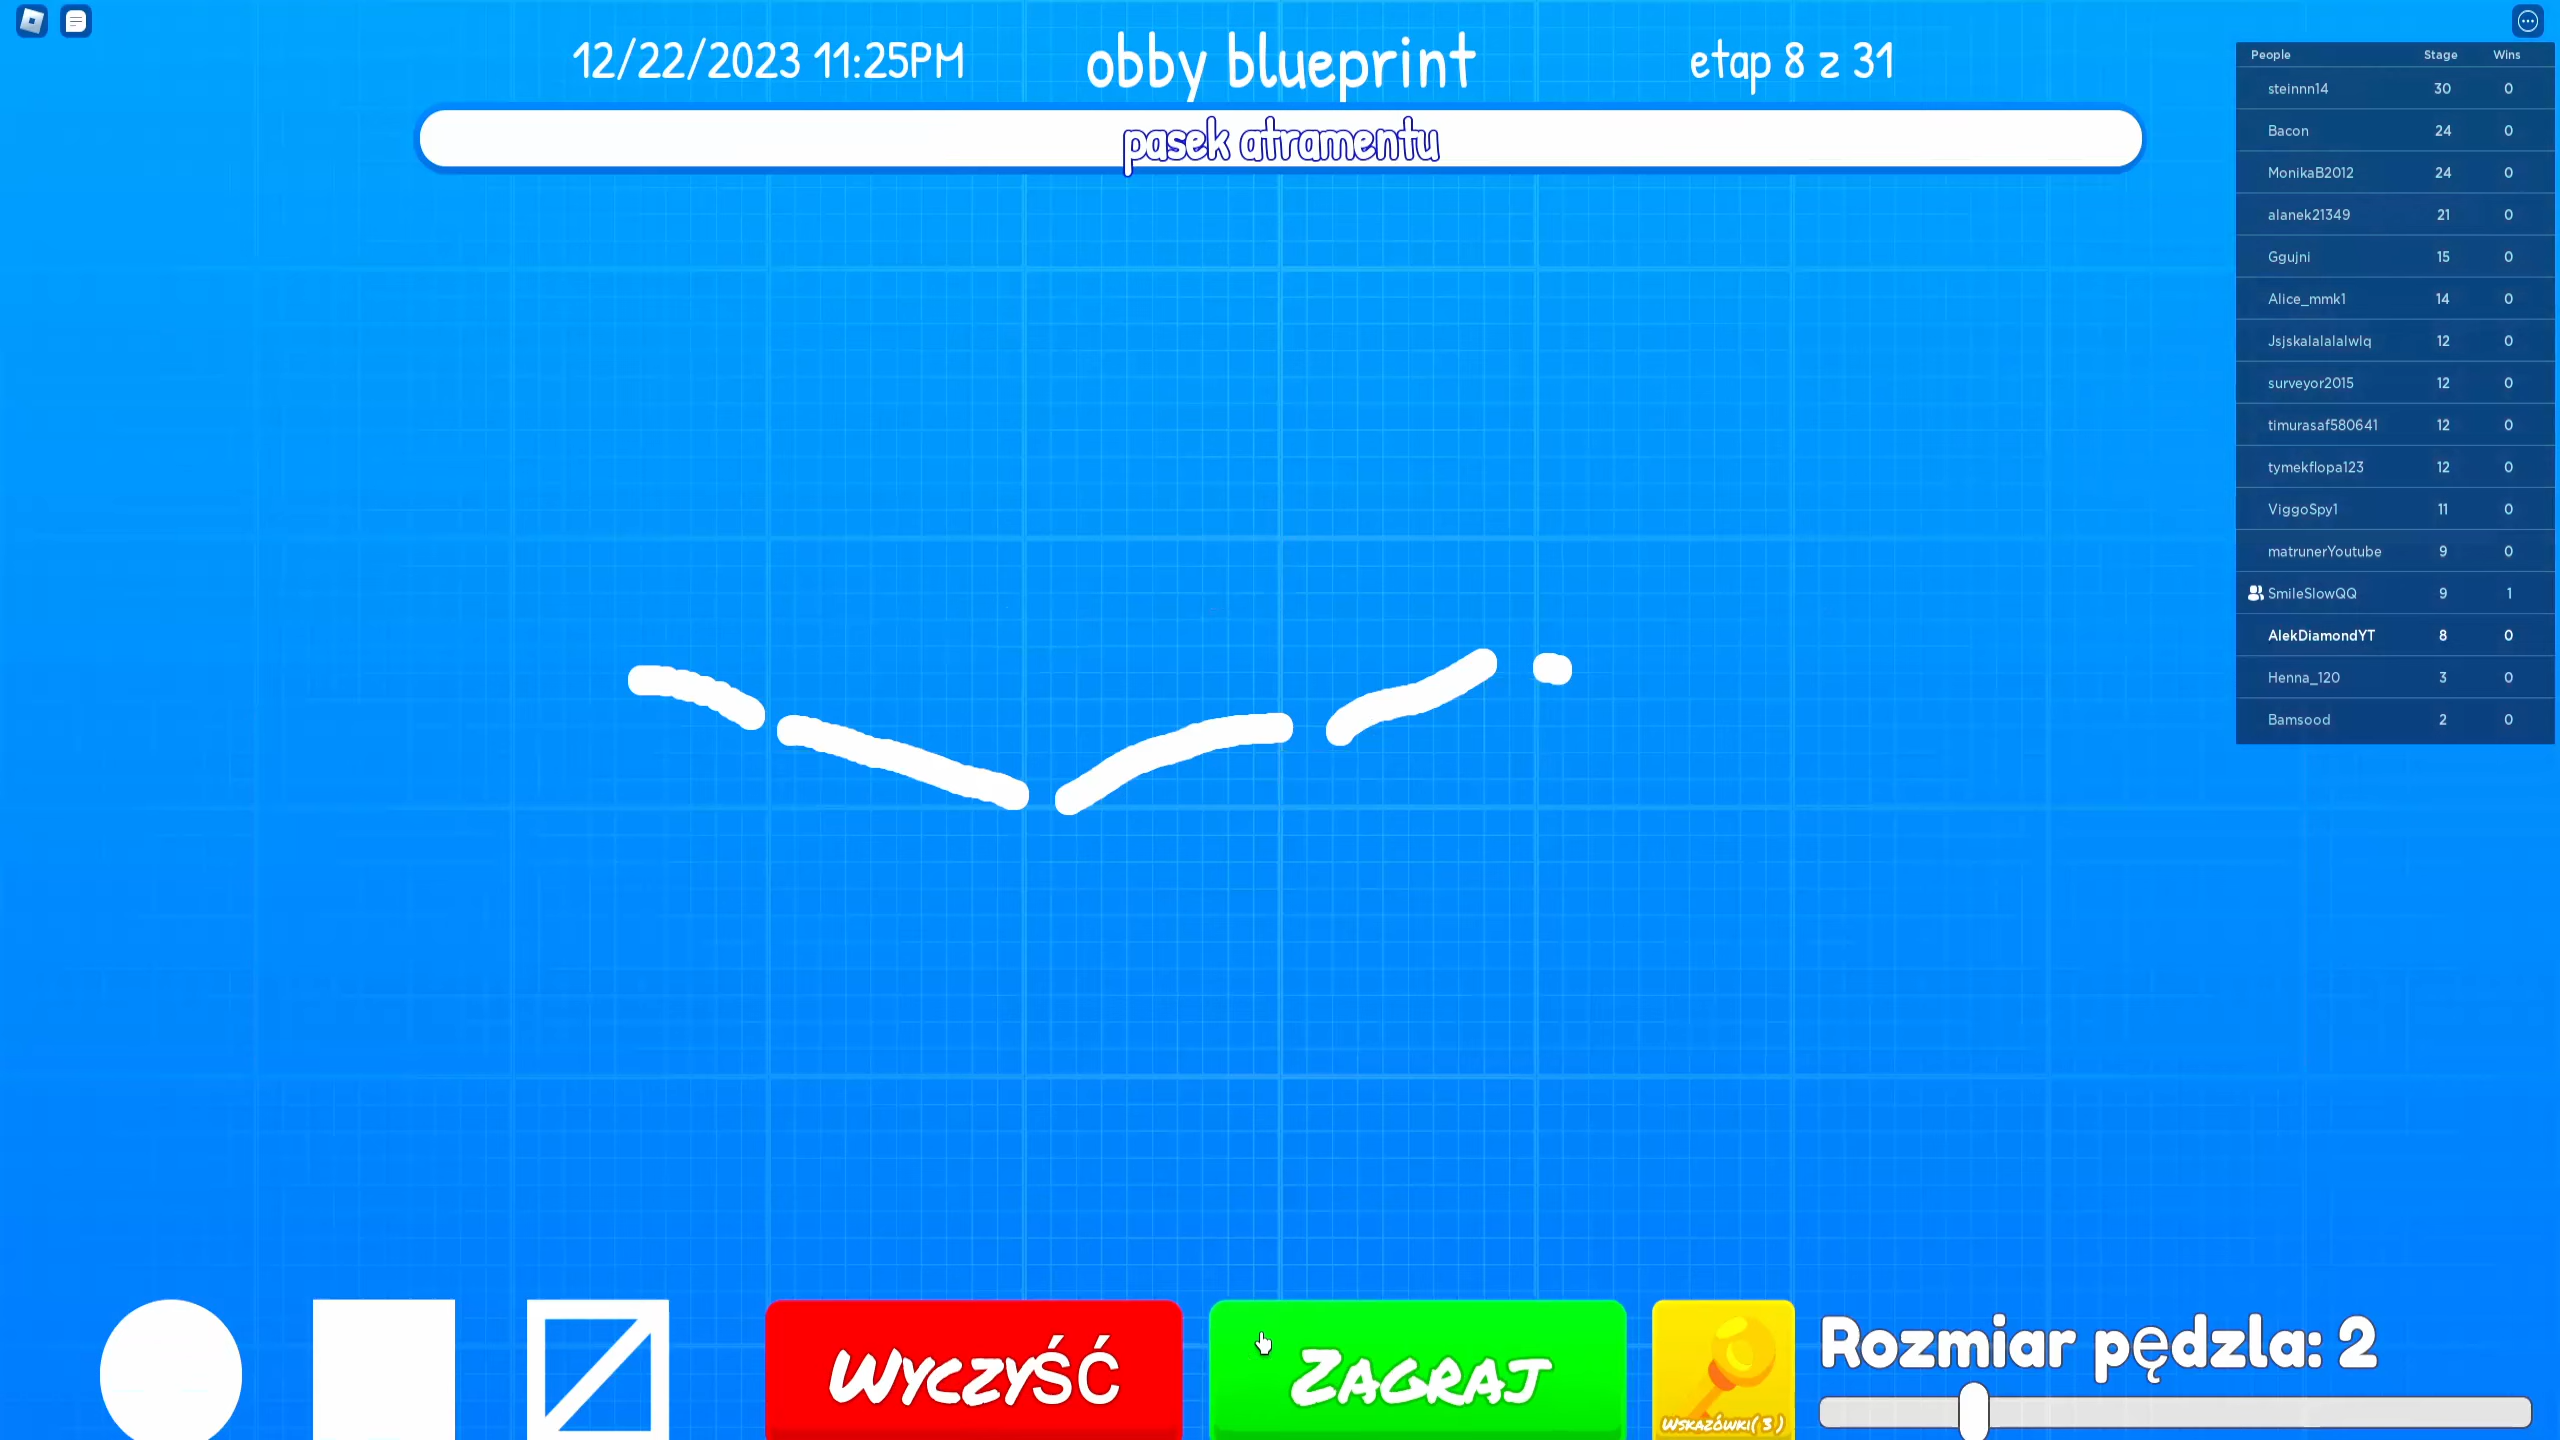 12/22/2023 11:25PM
obby blueprint
etap 8 z 31
pasek atramentu
People Stage Wins
steinnn14 30 0
Bacon 24 0
MonikaB2012 24 0
alanek21349 21 0
Ggujni 15 0
Alice_mmk1 14 0
Jsjskalalalalwlq 12 0
surveyor2015 12 0
timurasaf580641 12 0
tymekflopa123 12 0
ViggoSpy1 11 0
matrunerYoutube 9 0
SmileSlowQQ 9 1
AlekDiamondYT 8 0
Henna_120 3 0
Bamsood 2 0
WYCZYŚĆ
ZAGRAJ
WSKAZÓWKI( 3 )
Rozmiar pędzla: 2